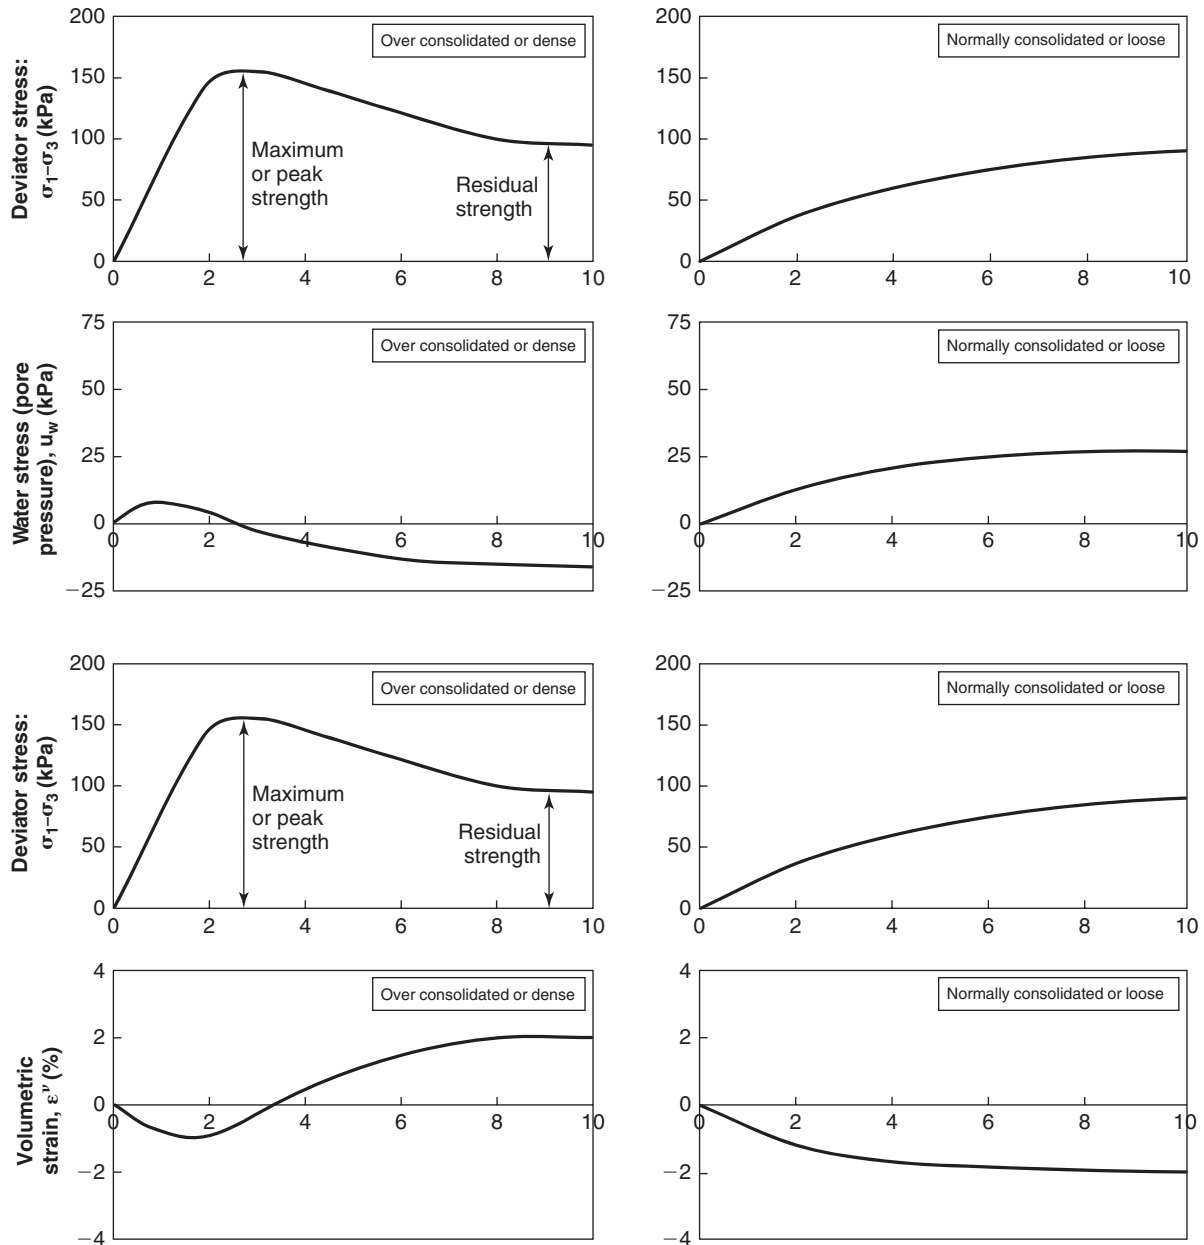 Deviator stress:
σ₁–σ₃ (kPa)
200
150
100
50
0
Over consolidated or dense
Maximum
or peak
strength
Residual
strength
0 2 4 6 8 10
200
150
100
50
0
Normally consolidated or loose
0 2 4 6 8 10
Water stress (pore
pressure), u_w (kPa)
75
50
25
0
−25
Over consolidated or dense
0 2 4 6 8 10
75
50
25
0
−25
Normally consolidated or loose
0 2 4 6 8 10
Deviator stress:
σ₁–σ₃ (kPa)
200
150
100
50
0
Over consolidated or dense
Maximum
or peak
strength
Residual
strength
0 2 4 6 8 10
200
150
100
50
0
Normally consolidated or loose
0 2 4 6 8 10
Volumetric
strain, εᵛ (%)
4
2
0
−2
−4
Over consolidated or dense
0 2 4 6 8 10
4
2
0
−2
−4
Normally consolidated or loose
0 2 4 6 8 10